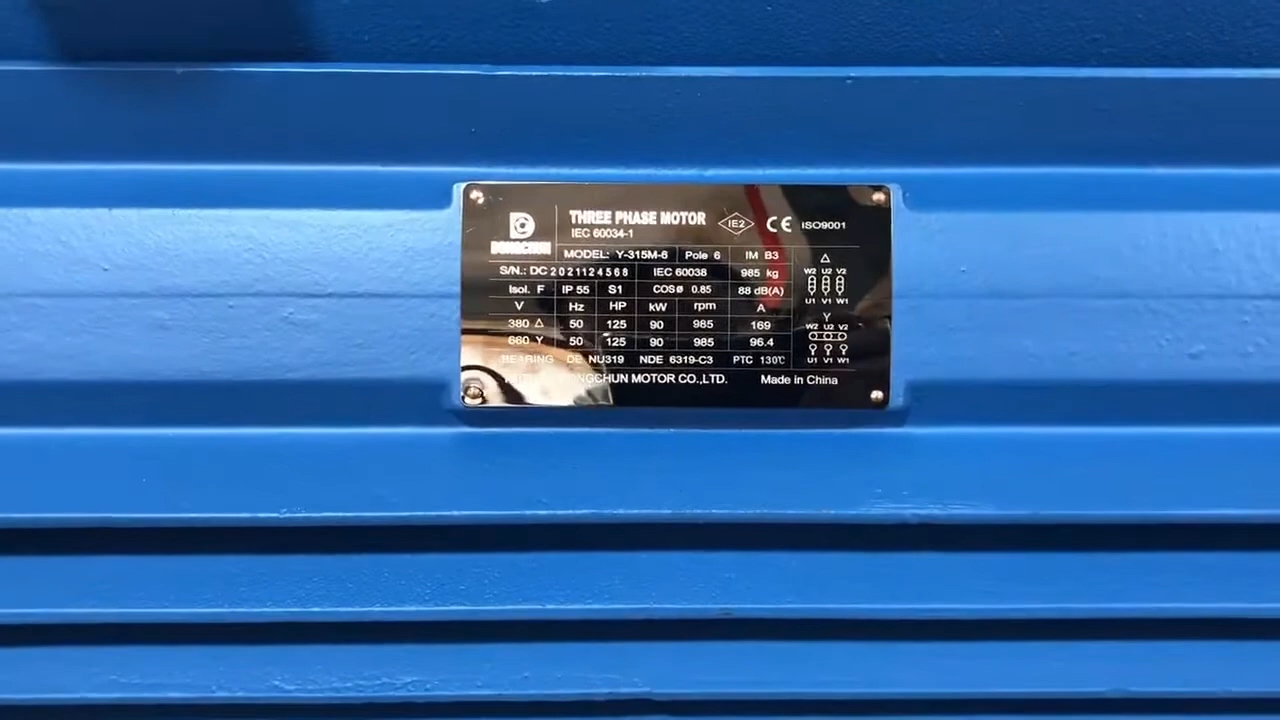 DONGCHUN
THREE PHASE MOTOR IE2 CE ISO9001
IEC 60034-1
MODEL: Y-315M-6 Pole 6 IM B3
S/N.: DC 2021124568 IEC 60038 985 kg
Isol. F IP 55 S1 COSø 0.85 88 dB(A)
V Hz HP kW rpm A
380 △ 50 125 90 985 169
660 Y 50 125 90 985 96.4
BEARING DE NU319 NDE 6319-C3 PTC 130℃
DONGCHUN MOTOR CO.,LTD. Made in China
△
W2 U2 V2
U1 V1 W1
Y
W2 U2 V2
U1 V1 W1